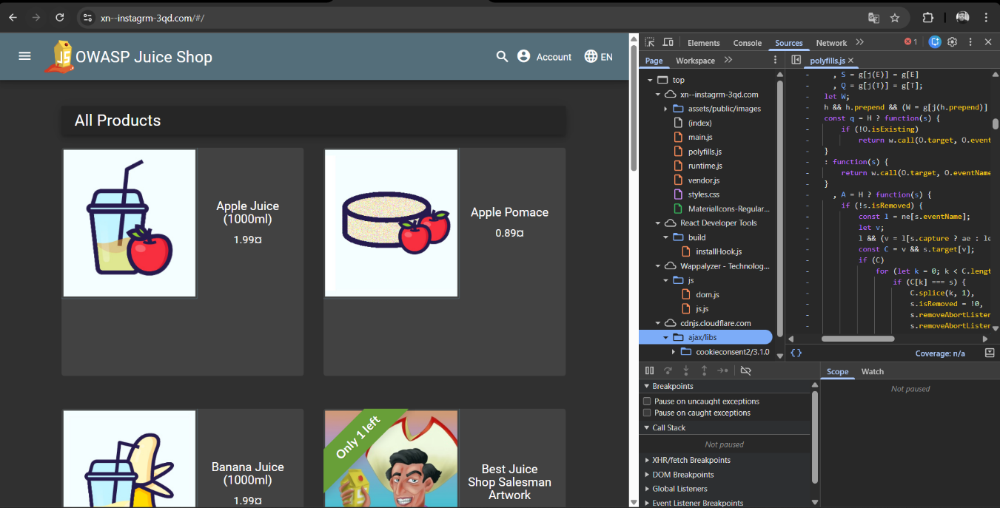 xn--instagrm-3qd.com/#/
OWASP Juice Shop
Account
EN
All Products
Apple Juice
(1000ml)
1.99¤
Apple Pomace
0.89¤
Banana Juice
(1000ml)
1.99¤
Only 1 left
Best Juice
Shop Salesman
Artwork
Elements Console Sources Network
1
Page Workspace
top
xn--instagrm-3qd.com
assets/public/images
(index)
main.js
polyfills.js
runtime.js
vendor.js
styles.css
MaterialIcons-Regular...
React Developer Tools
build
installHook.js
Wappalyzer - Technolog...
js
dom.js
js.js
cdnjs.cloudflare.com
ajax/libs
cookieconsent2/3.1.0
polyfills.js
, S = g[j(E)] = g[E]
, Q = g[j(T)] = g[T];
let W;
h && h.prepend && (W = g[j(h.prepend)]
const q = H ? function(s) {
if (!O.isExisting)
return w.call(O.target, O.event
}
: function(s) {
return w.call(O.target, O.eventName
}
, A = H ? function(s) {
if (!s.isRemoved) {
const l = ne[s.eventName];
let v;
l && (v = l[s.capture ? ae : le
const C = v && s.target[v];
if (C)
for (let k = 0; k < C.lengt
if (C[k] === s) {
C.splice(k, 1),
s.isRemoved = !0,
s.removeAbortLister
s.removeAbortLister
{}
Coverage: n/a
Breakpoints
Pause on uncaught exceptions
Pause on caught exceptions
Call Stack
Not paused
XHR/fetch Breakpoints
DOM Breakpoints
Global Listeners
Event Listener Breakpoints
Scope Watch
Not paused